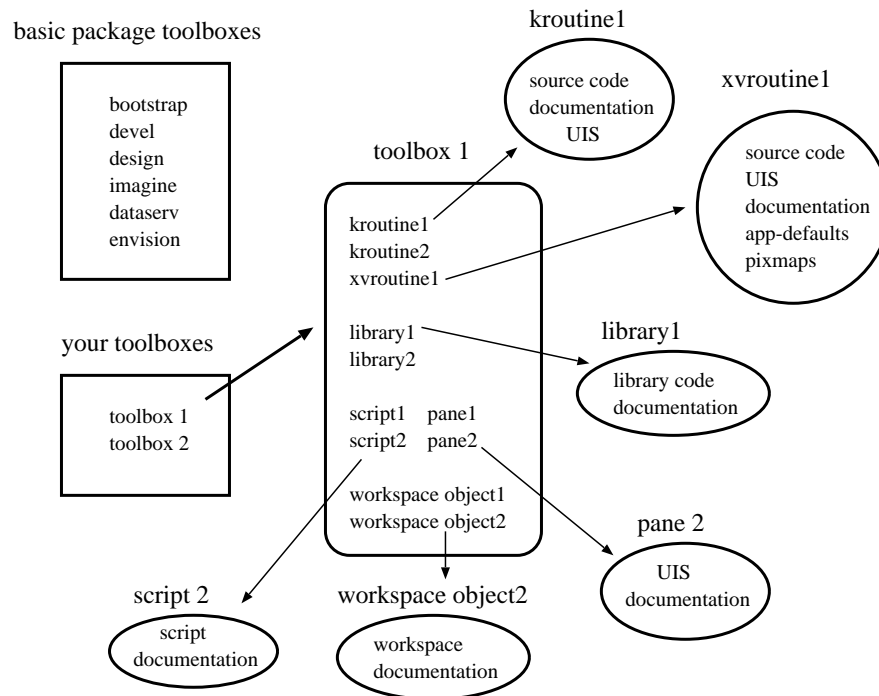 basic package toolboxes
bootstrap
devel
design
imagine
dataserv
envision
your toolboxes
toolbox 1
toolbox 2
toolbox 1
kroutine1
kroutine2
xvroutine1
library1
library2
script1 pane1
script2 pane2
workspace object1
workspace object2
kroutine1
source code
documentation
UIS
xvroutine1
source code
UIS
documentation
app-defaults
pixmaps
library1
library code
documentation
pane 2
UIS
documentation
script 2
script
documentation
workspace object2
workspace
documentation